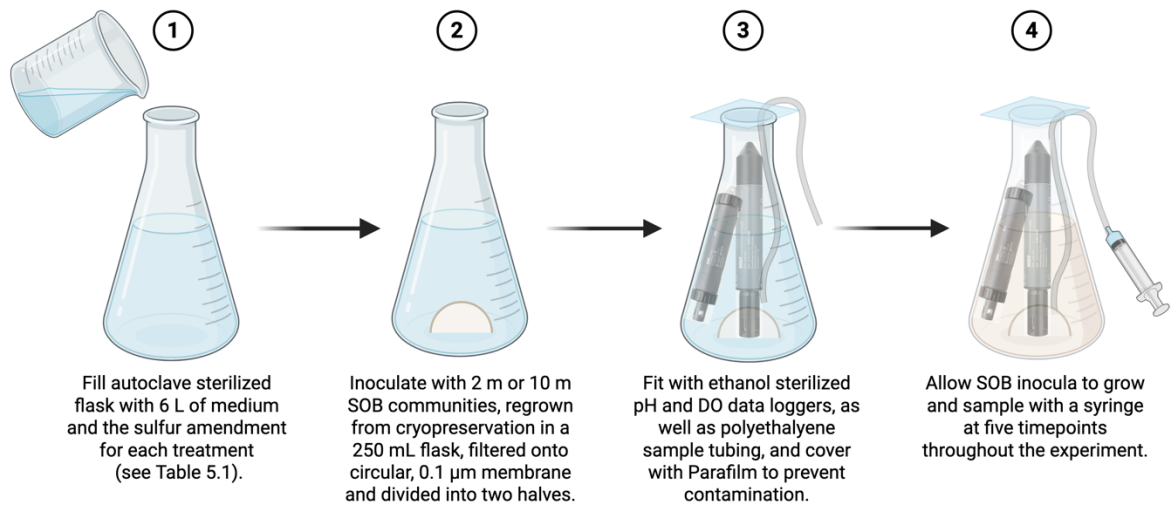 1
2
3
4
Fill autoclave sterilized
flask with 6 L of medium
and the sulfur amendment
for each treatment
(see Table 5.1).
Inoculate with 2 m or 10 m
SOB communities, regrown
from cryopreservation in a
250 mL flask, filtered onto
circular, 0.1 µm membrane
and divided into two halves.
Fit with ethanol sterilized
pH and DO data loggers, as
well as polyethalyene
sample tubing, and cover
with Parafilm to prevent
contamination.
Allow SOB inocula to grow
and sample with a syringe
at five timepoints
throughout the experiment.